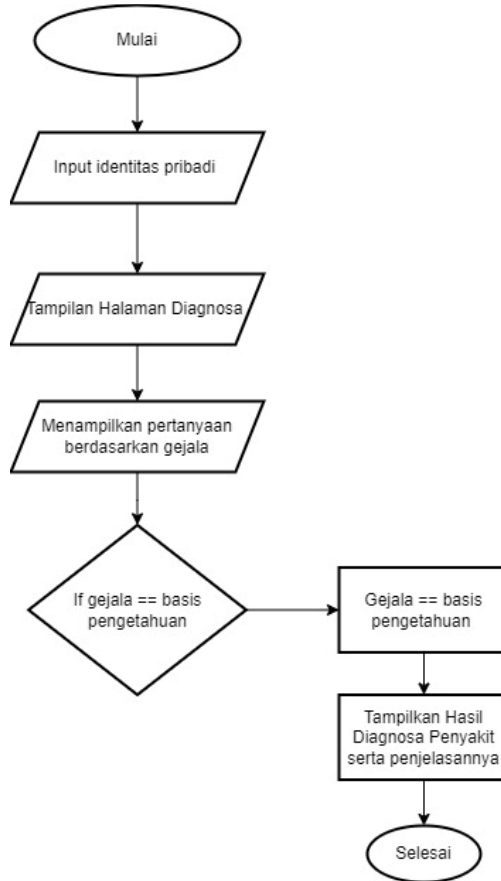 Mulai
Input identitas pribadi
Tampilan Halaman Diagnosa
Menampilkan pertanyaan
berdasarkan gejala
If gejala == basis
pengetahuan
Gejala == basis
pengetahuan
Tampilkan Hasil
Diagnosa Penyakit
serta penjelasannya
Selesai